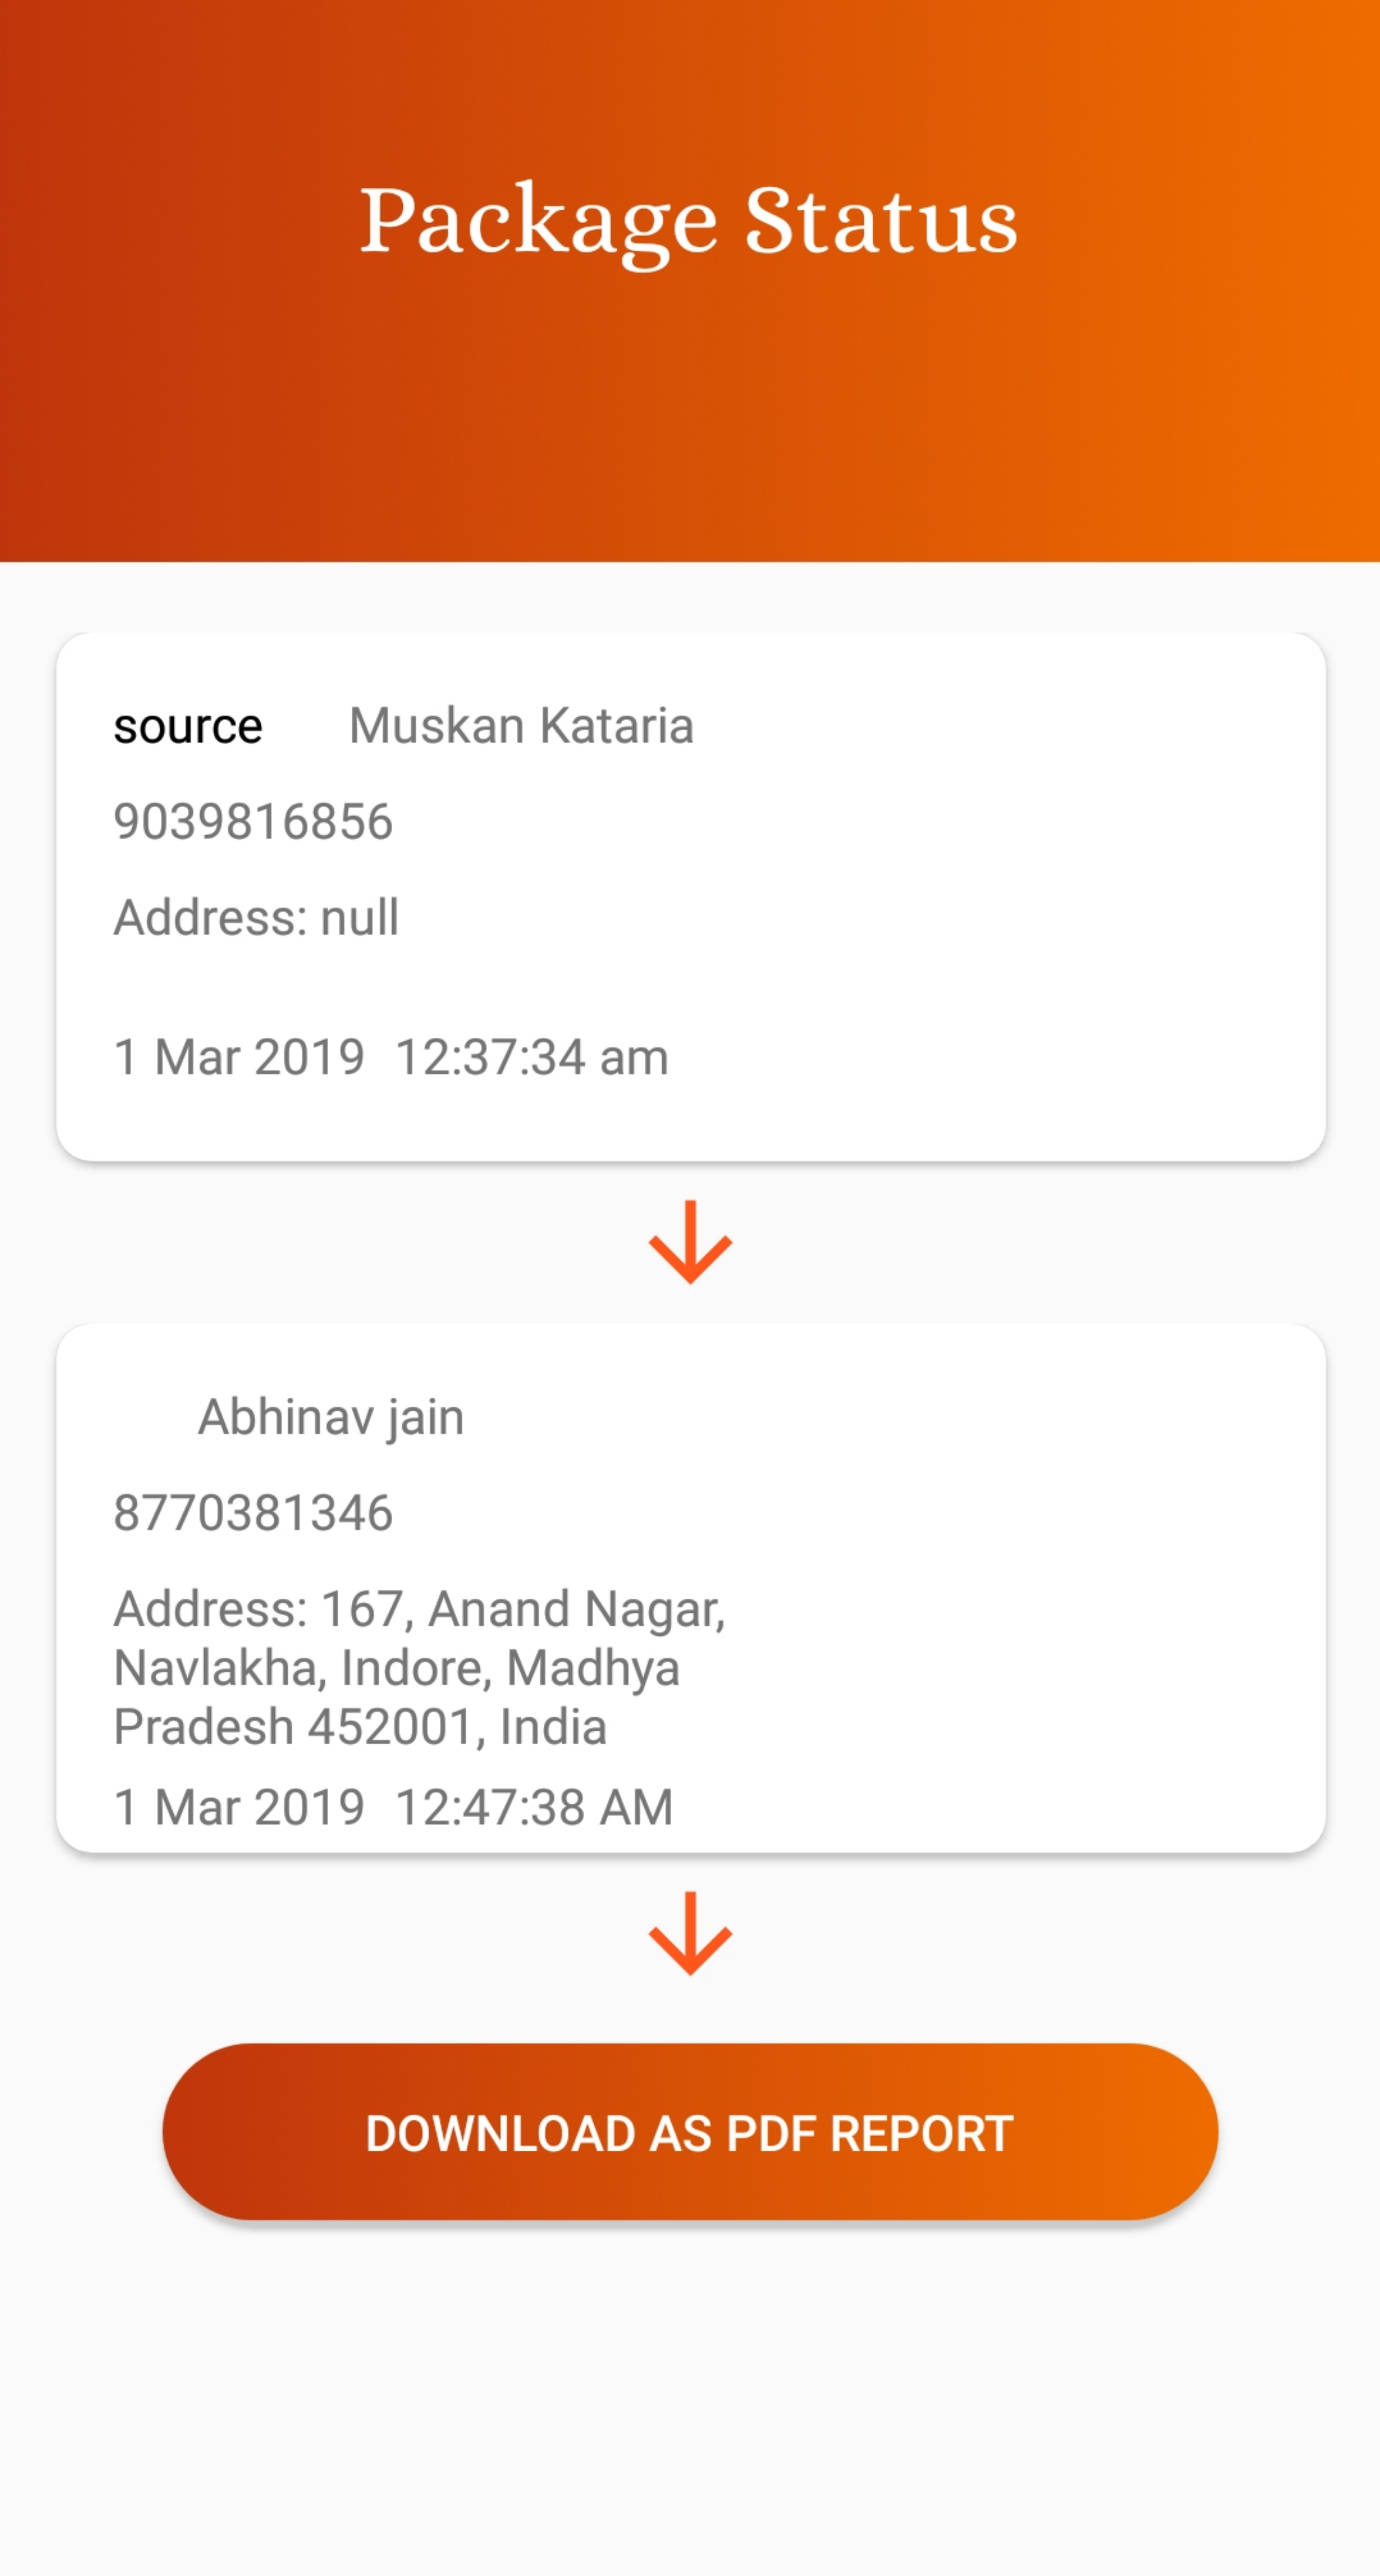 Package Status
source Muskan Kataria
9039816856
Address: null
1 Mar 2019 12:37:34 am
Abhinav jain
8770381346
Address: 167, Anand Nagar,
Navlakha, Indore, Madhya
Pradesh 452001, India
1 Mar 2019 12:47:38 AM
DOWNLOAD AS PDF REPORT